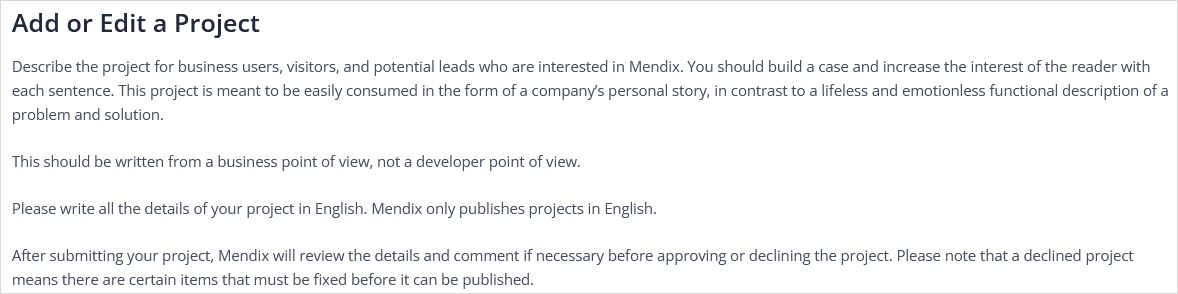 Add or Edit a Project
Describe the project for business users, visitors, and potential leads who are interested in Mendix. You should build a case and increase the interest of the reader with
each sentence. This project is meant to be easily consumed in the form of a company’s personal story, in contrast to a lifeless and emotionless functional description of a
problem and solution.
This should be written from a business point of view, not a developer point of view.
Please write all the details of your project in English. Mendix only publishes projects in English.
After submitting your project, Mendix will review the details and comment if necessary before approving or declining the project. Please note that a declined project
means there are certain items that must be fixed before it can be published.